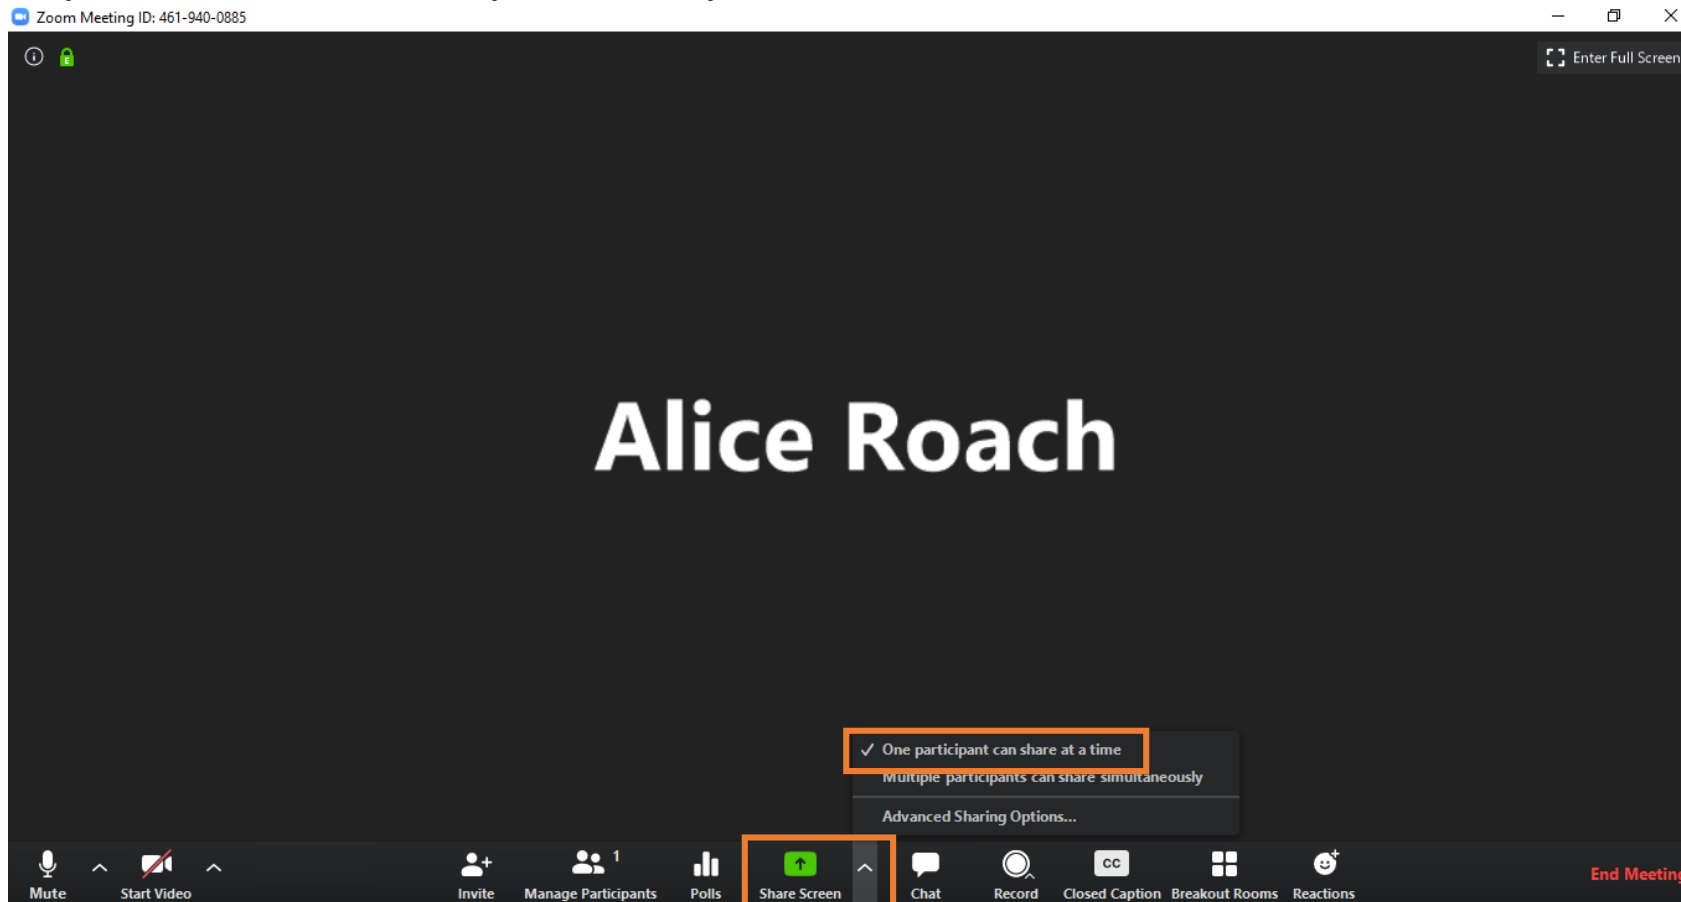 Zoom Meeting ID: 461-940-0885
Enter Full Screen
Alice Roach
One participant can share at a time
Multiple participants can share simultaneously
Advanced Sharing Options...
1
CC
Mute Start Video Invite Manage Participants Polls Share Screen Chat Record Closed Caption Breakout Rooms Reactions End Meeting